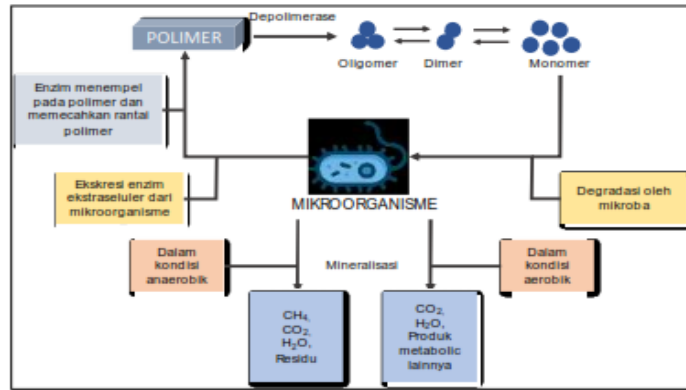 POLIMER
Depolimerase
Oligomer
Dimer
Monomer
Enzim menempel
pada polimer dan
memecahkan rantai
polimer
Ekskresi enzim
ekstraseluler dari
mikroorganisme
MIKROORGANISME
Degradasi oleh
mikroba
Dalam
kondisi
anaerobik
Mineralisasi
Dalam
kondisi
aerobik
CH₄,
CO₂,
H₂O,
Residu
CO₂,
H₂O,
Produk
metabolic
lainnya